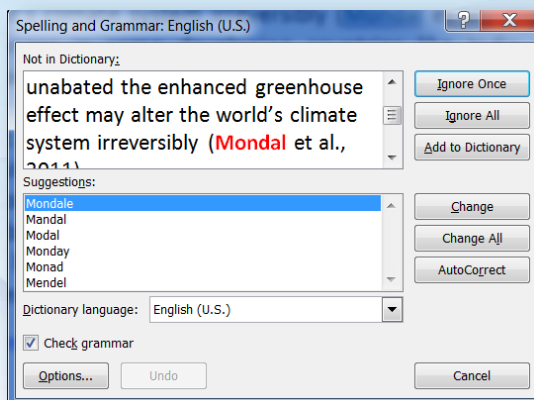 Spelling and Grammar: English (U.S.)
Not in Dictionary:
unabated the enhanced greenhouse
effect may alter the world's climate
system irreversibly (Mondal et al.,
2011)
Ignore Once
Ignore All
Add to Dictionary
Suggestions:
Mondale
Mandal
Modal
Monday
Monad
Mendel
Change
Change All
AutoCorrect
Dictionary language: English (U.S.)
Check grammar
Options...
Undo
Cancel